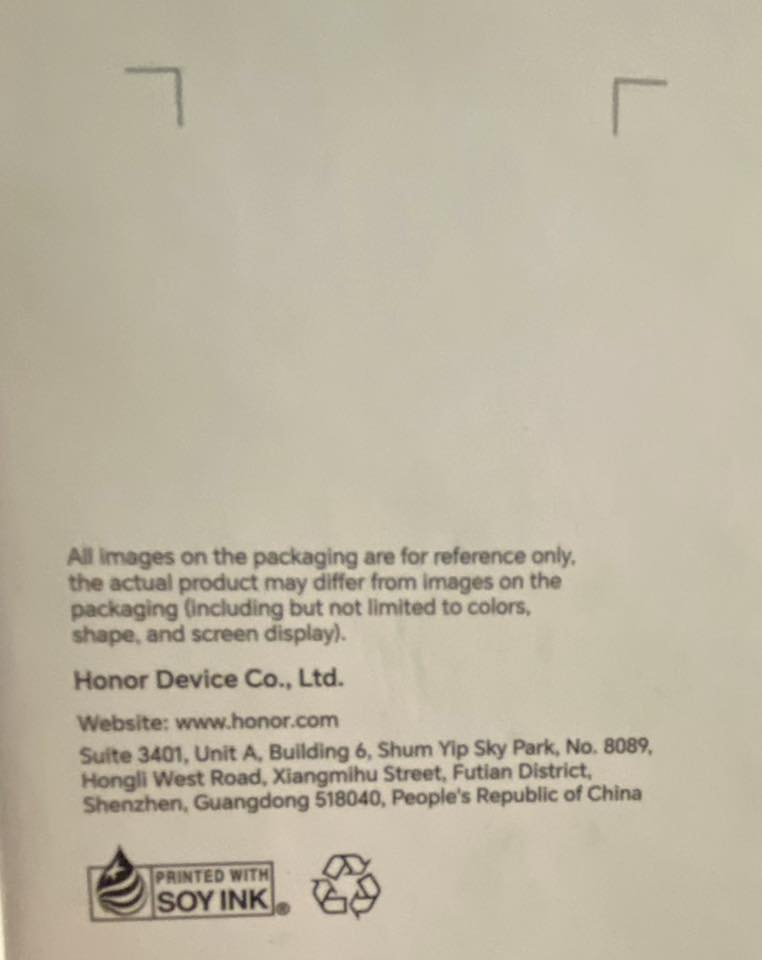 All images on the packaging are for reference only,
the actual product may differ from images on the
packaging (including but not limited to colors,
shape, and screen display).
Honor Device Co., Ltd.
Website: www.honor.com
Suite 3401, Unit A, Building 6, Shum Yip Sky Park, No. 8089,
Hongli West Road, Xiangmihu Street, Futian District,
Shenzhen, Guangdong 518040, People's Republic of China
PRINTED WITH
SOY INK®